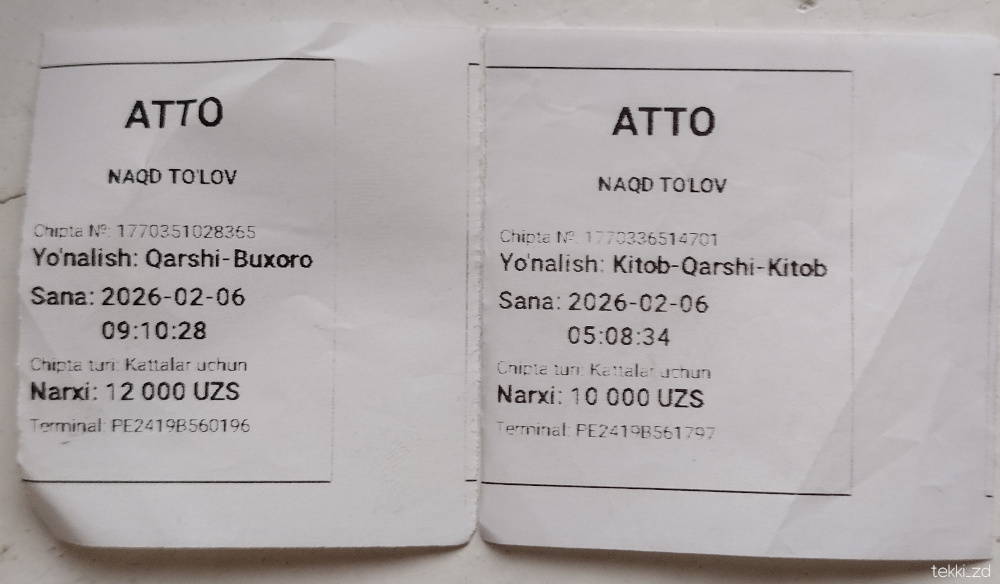 ATTO
NAQD TO'LOV
Chipta №: 1770351028365
Yo'nalish: Qarshi-Buxoro
Sana: 2026-02-06
09:10:28
Chipta turi: Kattalar uchun
Narxi: 12 000 UZS
Terminal: PE2419B560196
ATTO
NAQD TO'LOV
Chipta №: 1770336514701
Yo'nalish: Kitob-Qarshi-Kitob
Sana: 2026-02-06
05:08:34
Chipta turi: Kattalar uchun
Narxi: 10 000 UZS
Terminal: PE2419B561797
tekki_zd